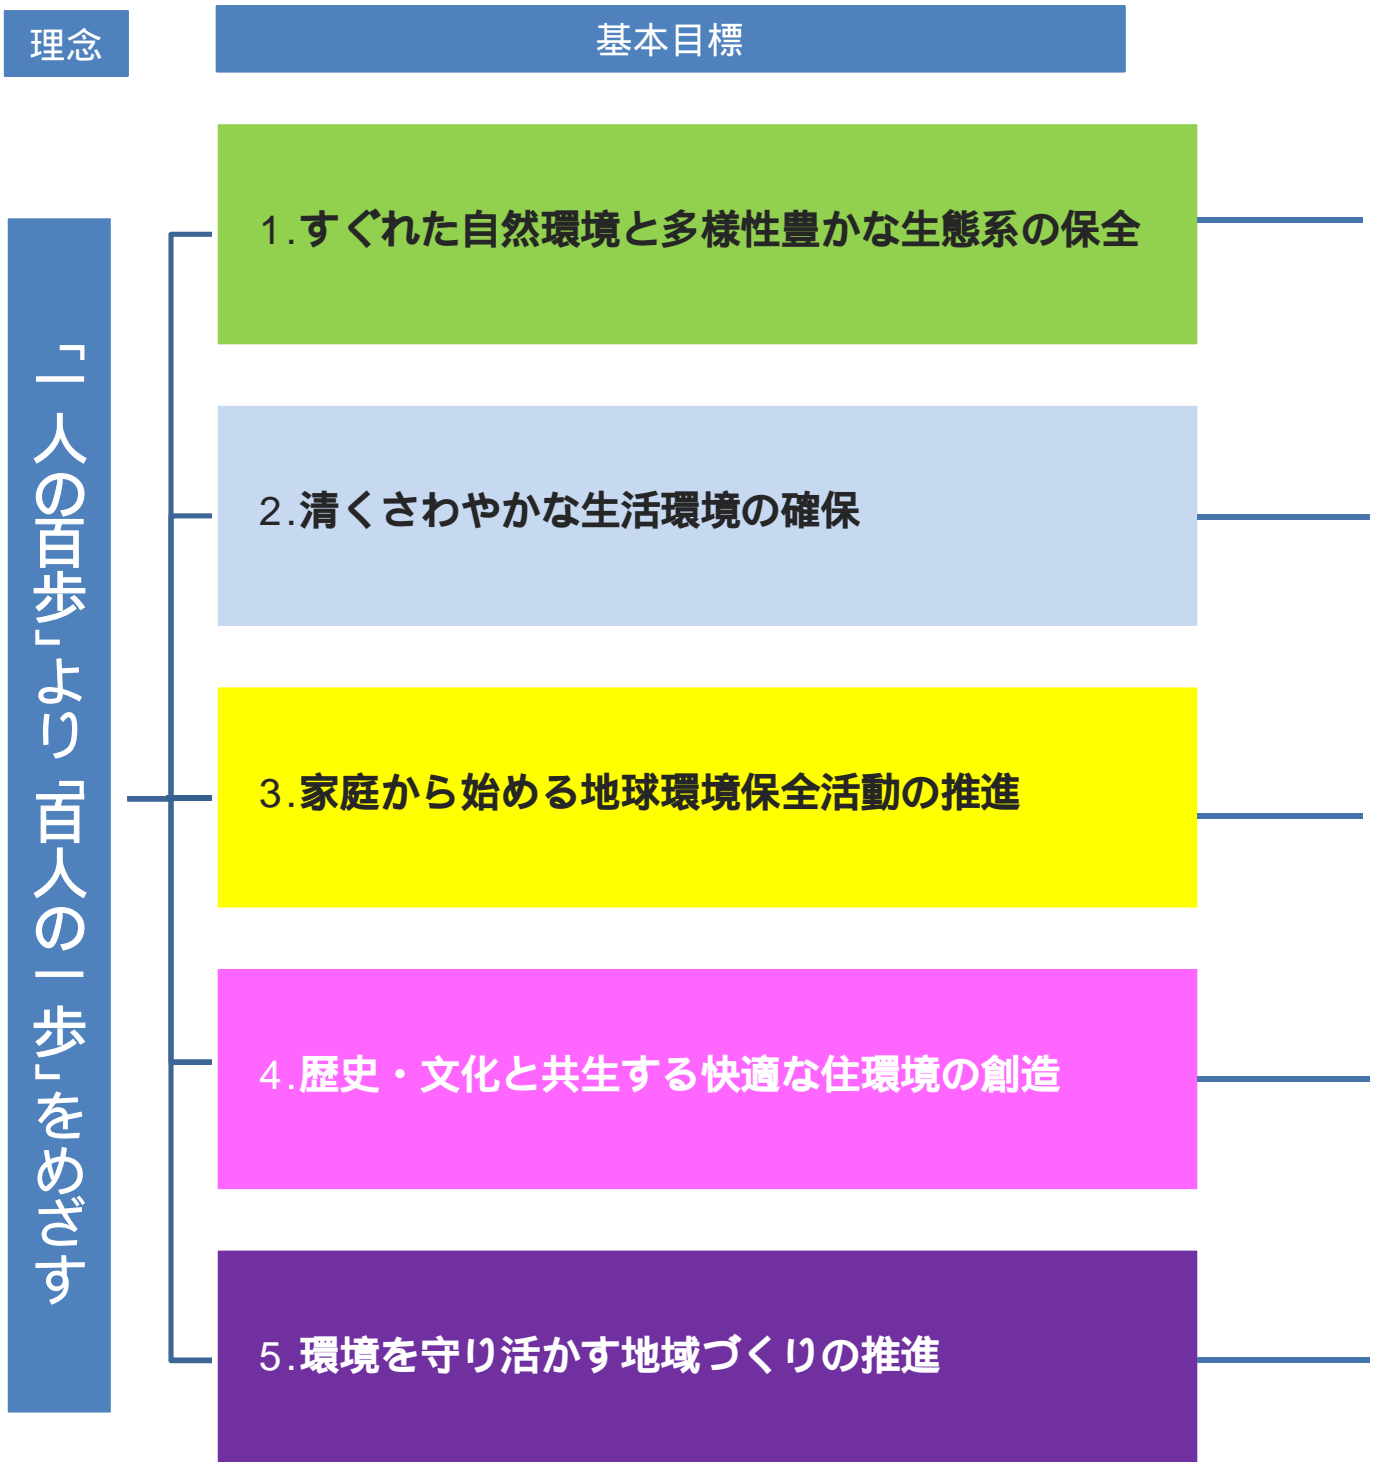 理念
基本目標
「一人の百歩」より「百人の一歩」をめざす
1.すぐれた自然環境と多様性豊かな生態系の保全
2.清くさわやかな生活環境の確保
3.家庭から始める地球環境保全活動の推進
4.歴史・文化と共生する快適な住環境の創造
5.環境を守り活かす地域づくりの推進